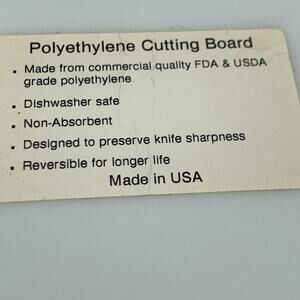 Polyethylene Cutting Board
▪ Made from commercial quality FDA & USDA
grade polyethylene
▪ Dishwasher safe
▪ Non-Absorbent
▪ Designed to preserve knife sharpness
▪ Reversible for longer life
Made in USA